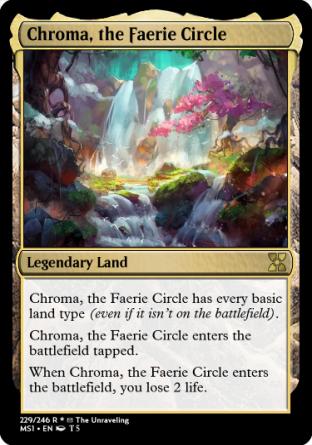 Chroma, the Faerie Circle
Legendary Land
Chroma, the Faerie Circle has every basic
land type (even if it isn't on the battlefield).
Chroma, the Faerie Circle enters the
battlefield tapped.
When Chroma, the Faerie Circle enters
the battlefield, you lose 2 life.
229/246 R * The Unraveling
MSI • EN T S